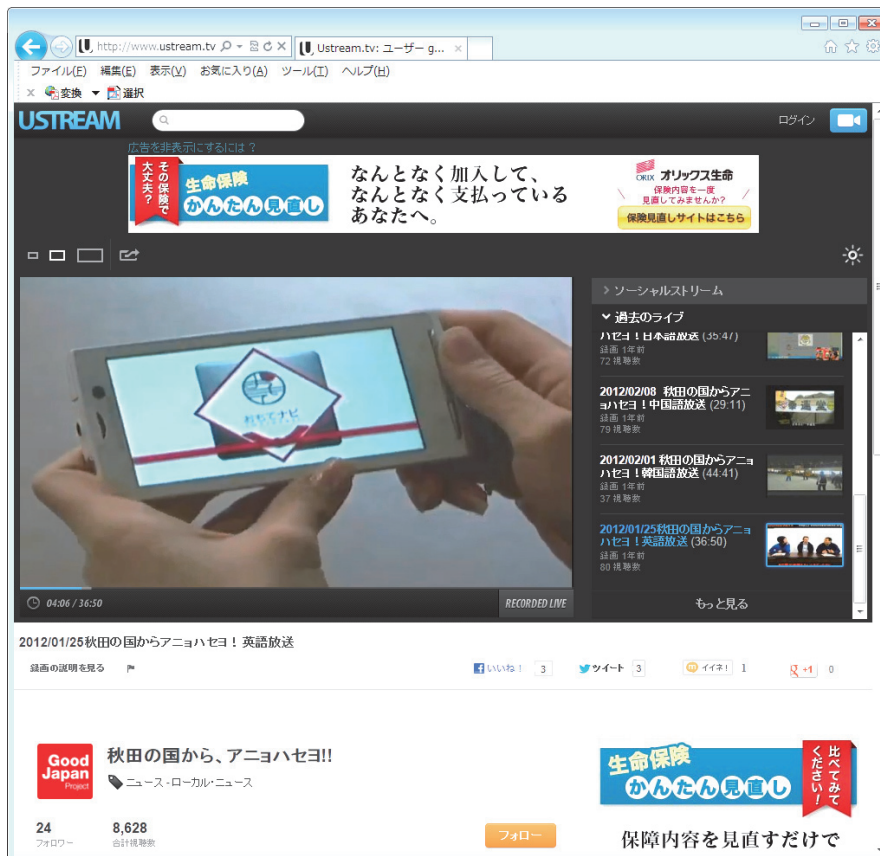 http://www.ustream.tv
Ustream.tv: ユーザー g...
ファイル(F) 編集(E) 表示(V) お気に入り(A) ツール(T) ヘルプ(H)
変換 選択
USTREAM
ログイン
広告を非表示にするには？
その保険で大丈夫？
生命保険
かんたん見直し
なんとなく加入して、
なんとなく支払っている
あなたへ。
ORIX オリックス生命
保険内容を一度
見直してみませんか？
保険見直しサイトはこちら
ソーシャルストリーム
過去のライブ
ハセヨ！日本語放送 (35:47)
録画 1年前
72 視聴数
2012/02/08 秋田の国からアニ
ョハセヨ！中国語放送 (29:11)
録画 1年前
79 視聴数
2012/02/01 秋田の国からアニョ
ハセヨ！韓国語放送 (44:41)
録画 1年前
37 視聴数
2012/01/25秋田の国からアニョ
ハセヨ！英語放送 (36:50)
録画 1年前
80 視聴数
もっと見る
おもてナビ
04:06 / 36:50
RECORDED LIVE
2012/01/25秋田の国からアニョハセヨ！英語放送
録画の説明を見る
いいね！ 3
ツイート 3
イイネ！ 1
g +1 0
Good
Japan
Project
秋田の国から、アニョハセヨ!!
ニュース - ローカル・ニュース
24
フォロワー
8,628
合計視聴数
フォロー
生命保険
かんたん見直し
比べてみてください！
保障内容を見直すだけで